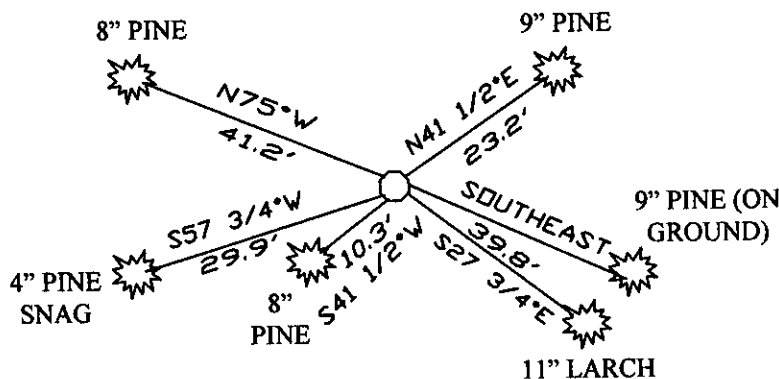 8” PINE
9” PINE
N75°W
41.2’
N41 1/2°E
23.2’
S57 3/4°W
29.9’
10.3’
S41 1/2°W
SOUTHEAST
39.8’
S27 3/4°E
9” PINE (ON
GROUND)
4” PINE
SNAG
8”
PINE
11” LARCH